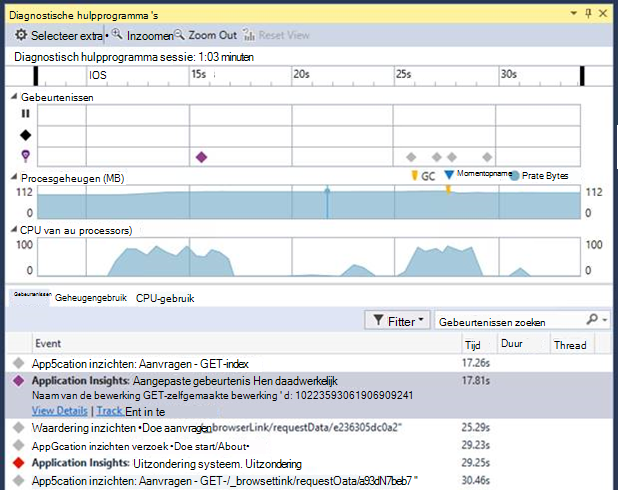 Diagnostische hulpprogramma 's
Selecteer extra Inzoomen Zoom Out Reset View
Diagnostisch hulpprogramma sessie: 1:03 minuten
IOS 15s 20s 25s 30s
Gebeurtenissen
Procesgeheugen (MB) GC Momentopname Prate Bytes
112 112
0 0
CPU van au processors)
100 100
0 0
Gebeurtenissen Geheugengebruik CPU-gebruik
Fitter Gebeurtenissen zoeken
Event Tijd Duur Thread
App5cation inzichten: Aanvragen - GET-index 17.26s
Application Insights: Aangepaste gebeurtenis Hen daadwerkelijk 17.81s
Naam van de bewerking GET-zelfgemaakte bewerking ' d: 10223593061906909241
View Details | Track Ent in te
Waardering inzichten •Doe aanvragen/_browserLink/requestData/e236305dc0a2" 25.29s
AppGcation inzichten verzoek •Doe start/About• 29.23s
Application Insights: Uitzondering systeem. Uitzondering 29.25s
App5cation inzichten: Aanvragen - GET-/_browsettink/requestOata/a93dN7beb7 " 30.46s